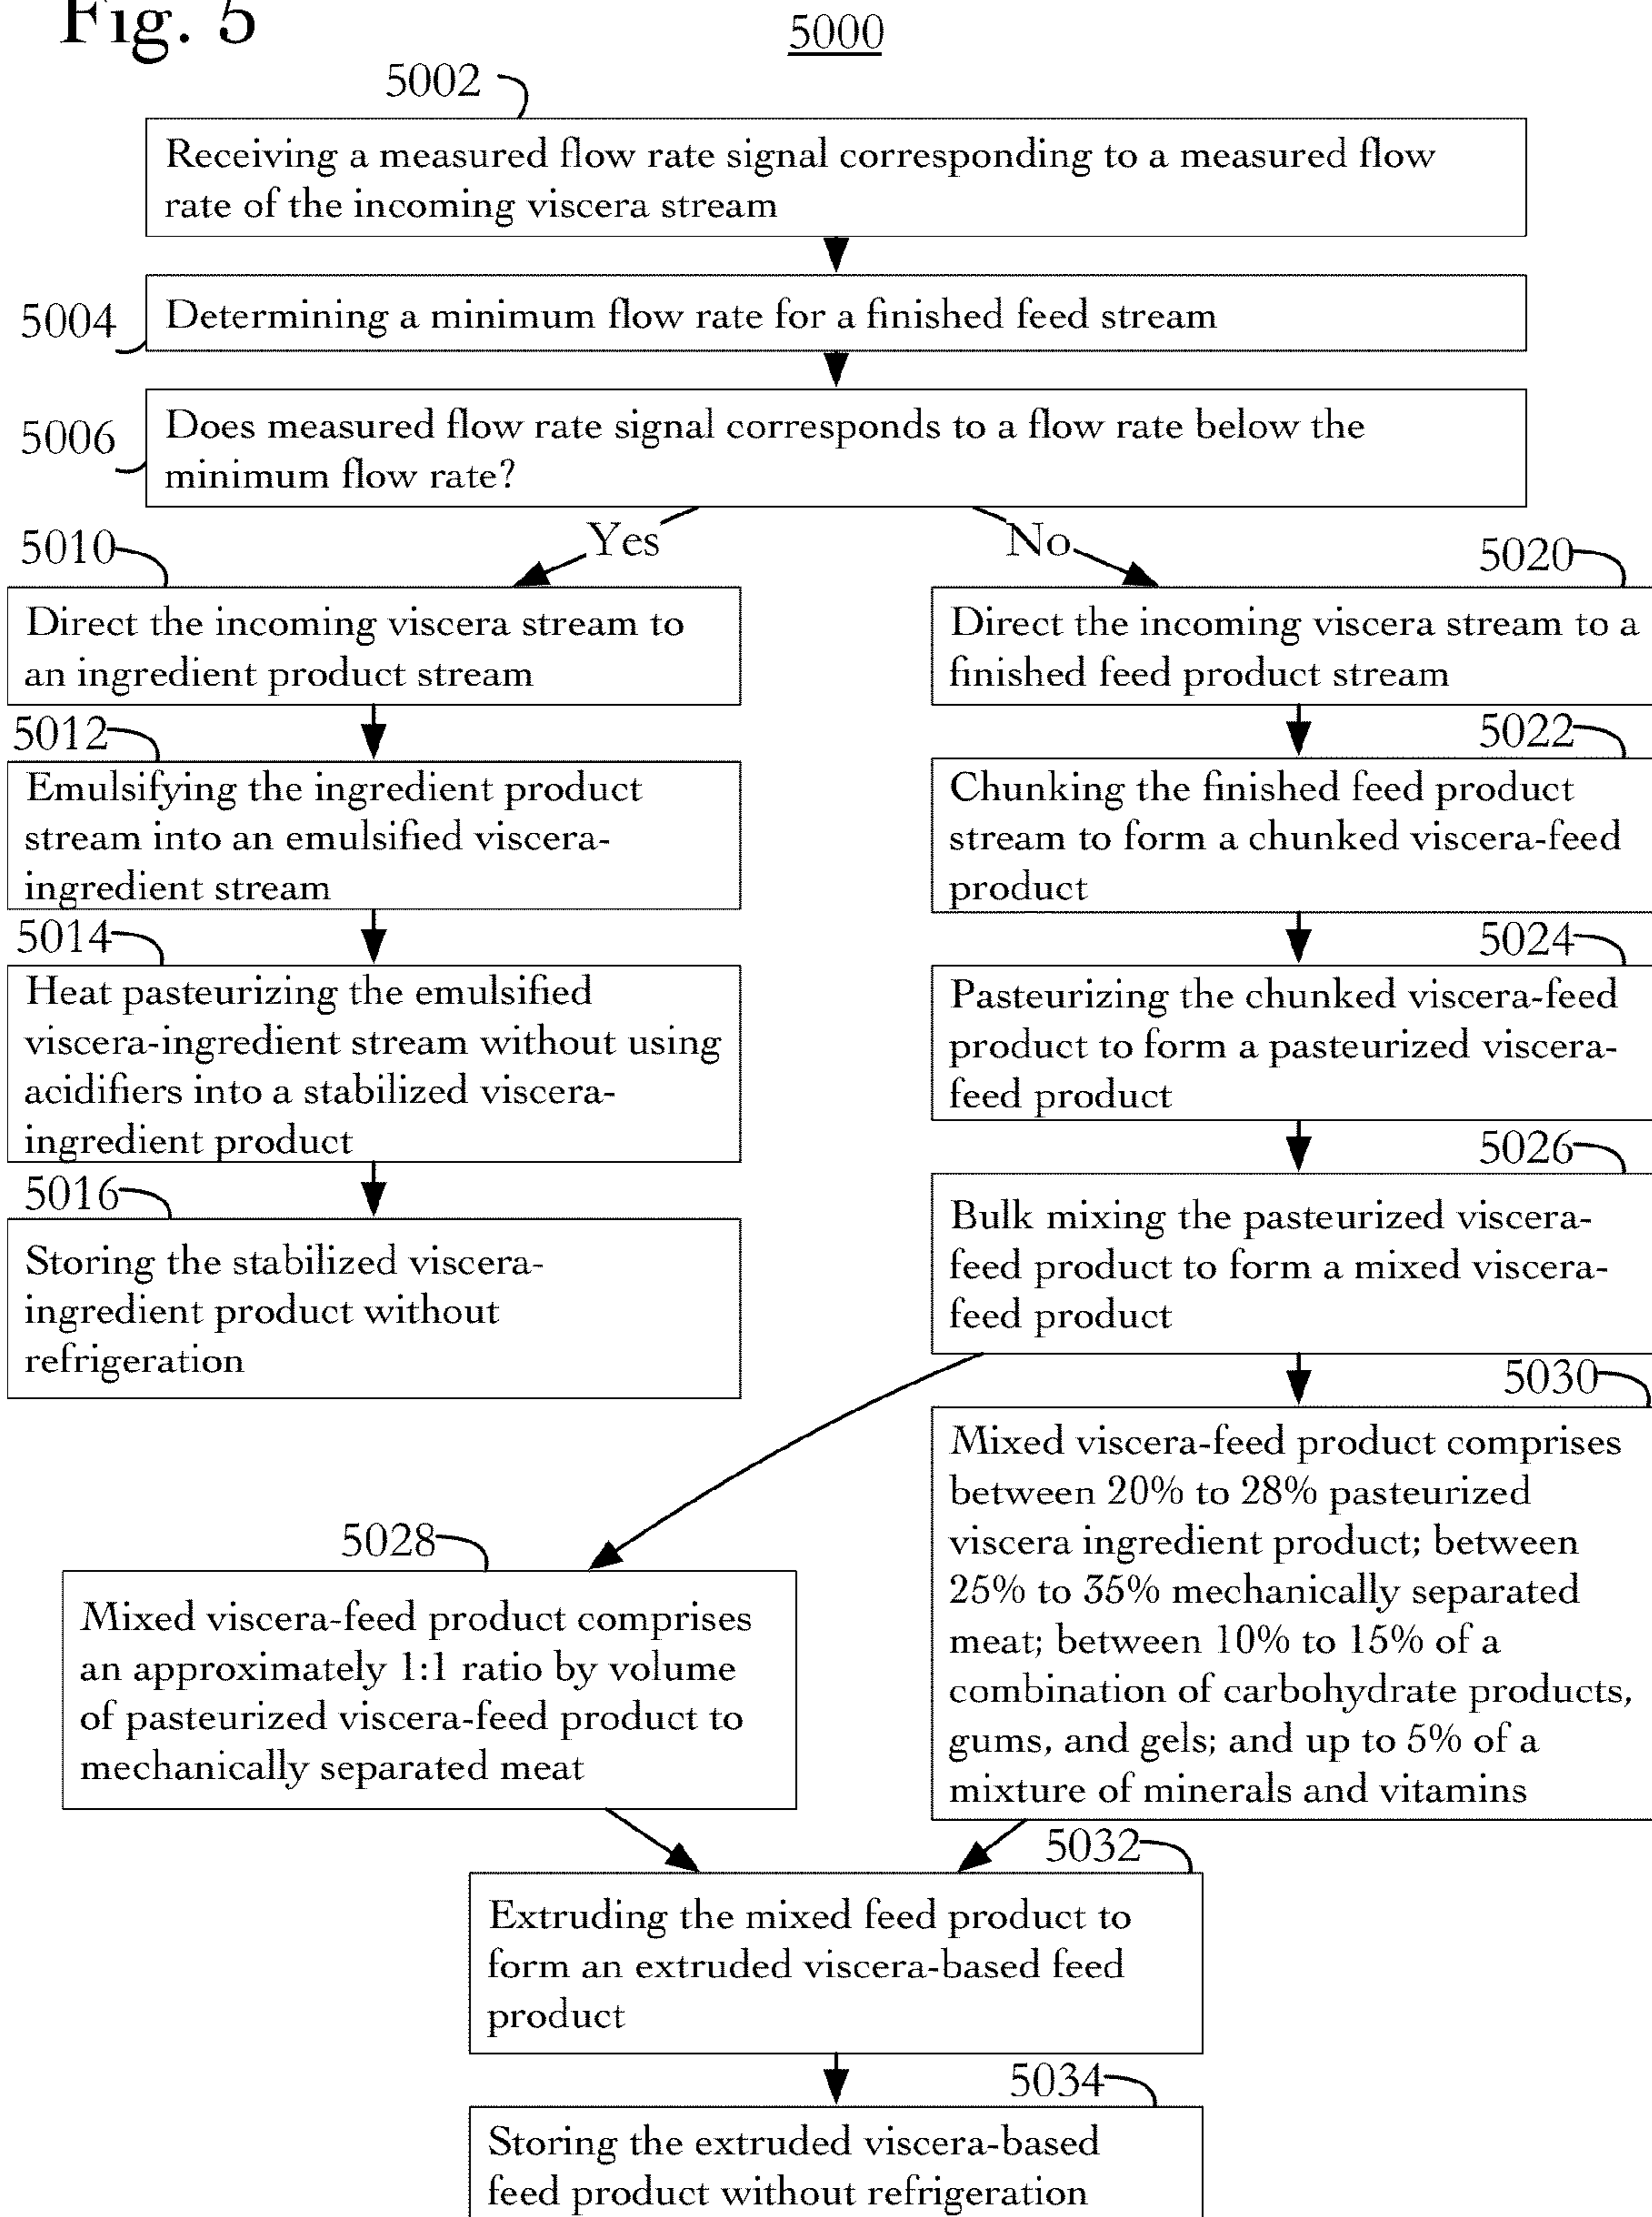 Fig. 5
5000
5002
Receiving a measured flow rate signal corresponding to a measured flow
rate of the incoming viscera stream
5004
Determining a minimum flow rate for a finished feed stream
5006
Does measured flow rate signal corresponds to a flow rate below the
minimum flow rate?
Yes
No
5010
Direct the incoming viscera stream to
an ingredient product stream
5012
Emulsifying the ingredient product
stream into an emulsified viscera-
ingredient stream
5014
Heat pasteurizing the emulsified
viscera-ingredient stream without using
acidifiers into a stabilized viscera-
ingredient product
5016
Storing the stabilized viscera-
ingredient product without
refrigeration
5020
Direct the incoming viscera stream to a
finished feed product stream
5022
Chunking the finished feed product
stream to form a chunked viscera-feed
product
5024
Pasteurizing the chunked viscera-feed
product to form a pasteurized viscera-
feed product
5026
Bulk mixing the pasteurized viscera-
feed product to form a mixed viscera-
feed product
5028
Mixed viscera-feed product comprises
an approximately 1:1 ratio by volume
of pasteurized viscera-feed product to
mechanically separated meat
5030
Mixed viscera-feed product comprises
between 20% to 28% pasteurized
viscera ingredient product; between
25% to 35% mechanically separated
meat; between 10% to 15% of a
combination of carbohydrate products,
gums, and gels; and up to 5% of a
mixture of minerals and vitamins
5032
Extruding the mixed feed product to
form an extruded viscera-based feed
product
5034
Storing the extruded viscera-based
feed product without refrigeration